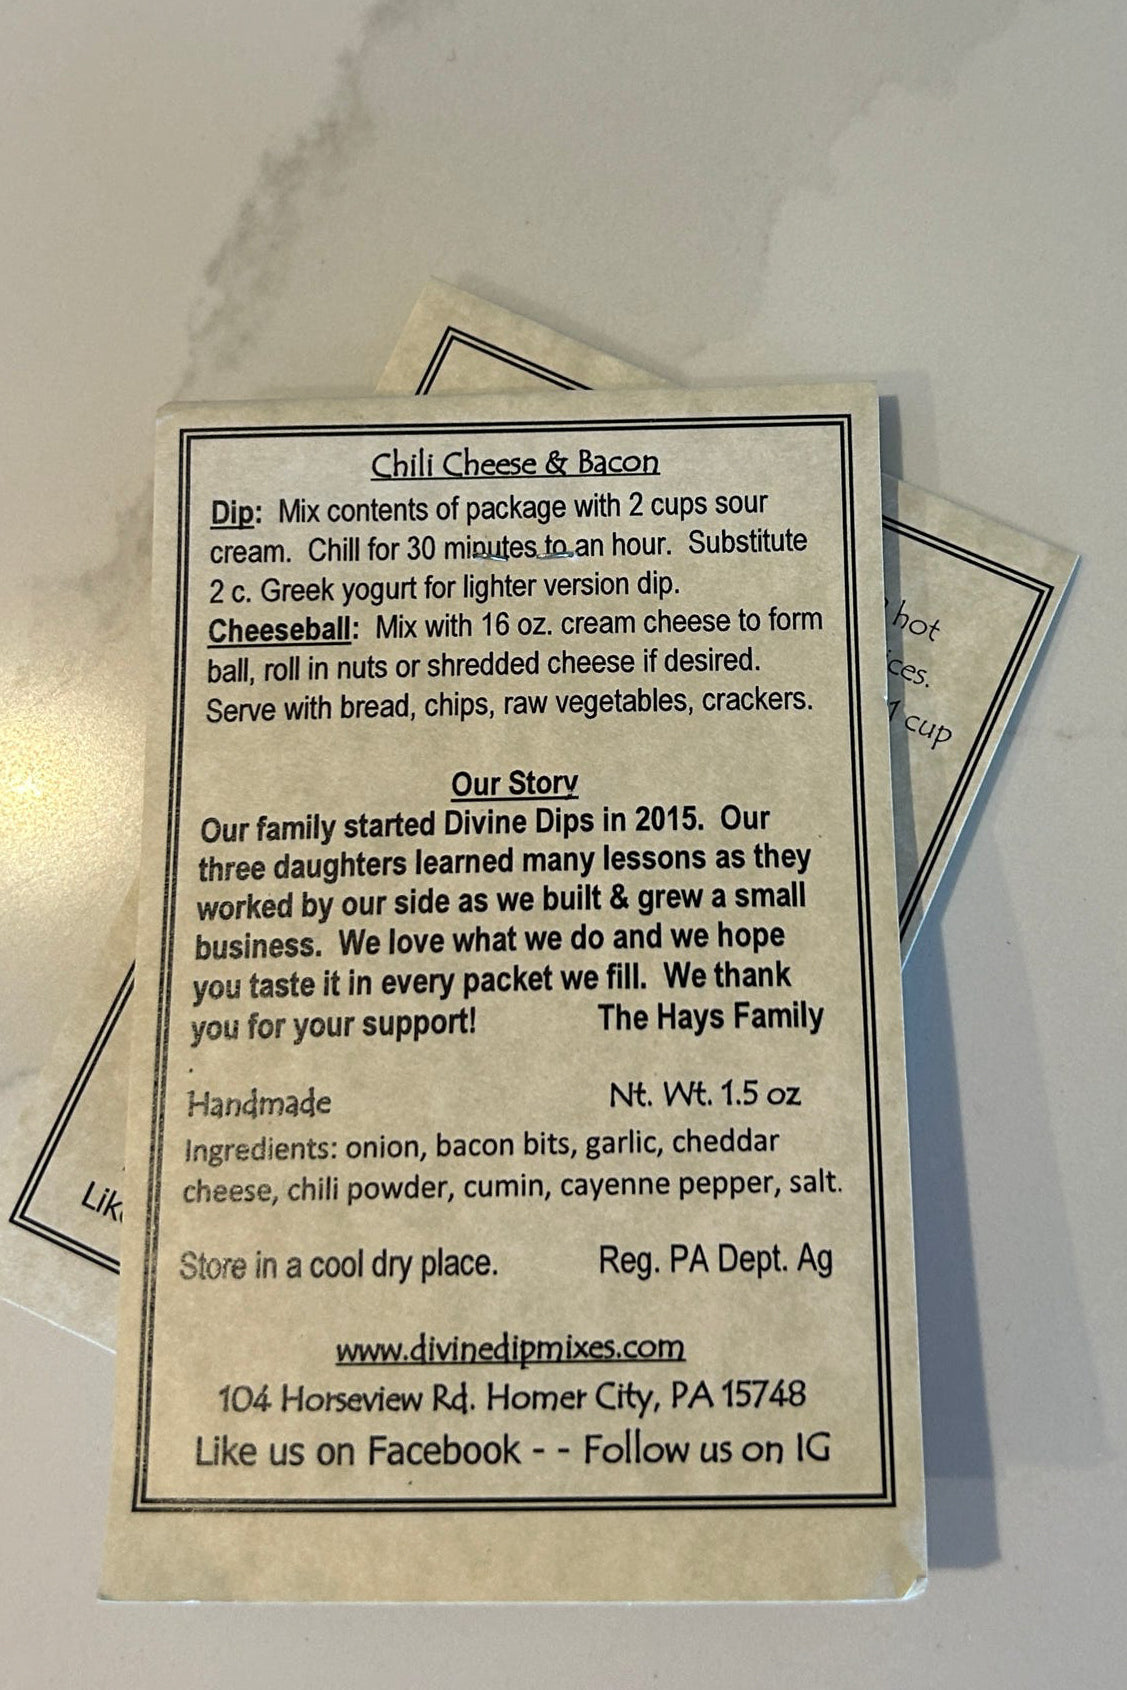 Chili Cheese & Bacon
Dip: Mix contents of package with 2 cups sour
cream. Chill for 30 minutes to an hour. Substitute
2 c. Greek yogurt for lighter version dip.
Cheeseball: Mix with 16 oz. cream cheese to form
ball, roll in nuts or shredded cheese if desired.
Serve with bread, chips, raw vegetables, crackers.
Our Story
Our family started Divine Dips in 2015. Our
three daughters learned many lessons as they
worked by our side as we built & grew a small
business. We love what we do and we hope
you taste it in every packet we fill. We thank
you for your support! The Hays Family
Handmade Nt. Wt. 1.5 oz
Ingredients: onion, bacon bits, garlic, cheddar
cheese, chili powder, cumin, cayenne pepper, salt.
Store in a cool dry place. Reg. PA Dept. Ag
www.divinedipmixes.com
104 Horseview Rd. Homer City, PA 15748
Like us on Facebook - - Follow us on IG
hot
1 cup